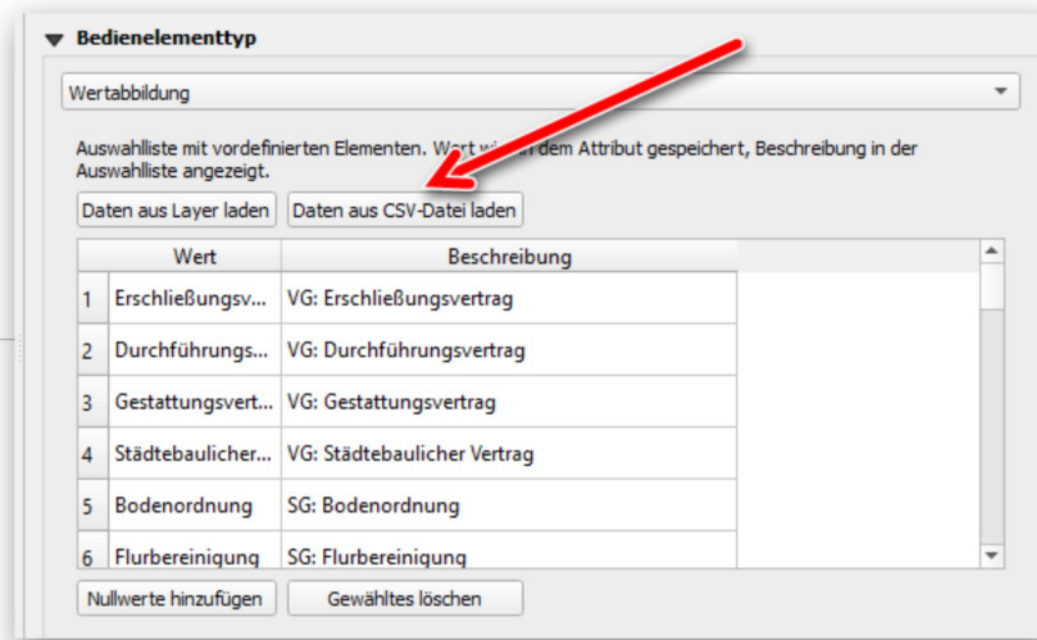 Bedienelementtyp
Wertabbildung
Auswahlliste mit vordefinierten Elementen. Wert dem Attribut gespeichert, Beschreibung in der
Auswahlliste angezeigt.
Daten aus Layer laden Daten aus CSV-Datei laden
Wert Beschreibung
1 Erschließungsv... VG: Erschließungsvertrag
2 Durchführungs... VG: Durchführungsvertrag
3 Gestattungsvert... VG: Gestattungsvertrag
4 Städtebaulicher... VG: Städtebaulicher Vertrag
5 Bodenordnung SG: Bodenordnung
6 Flurbereinigung SG: Flurbereinigung
Nullwerte hinzufügen Gewähltes löschen